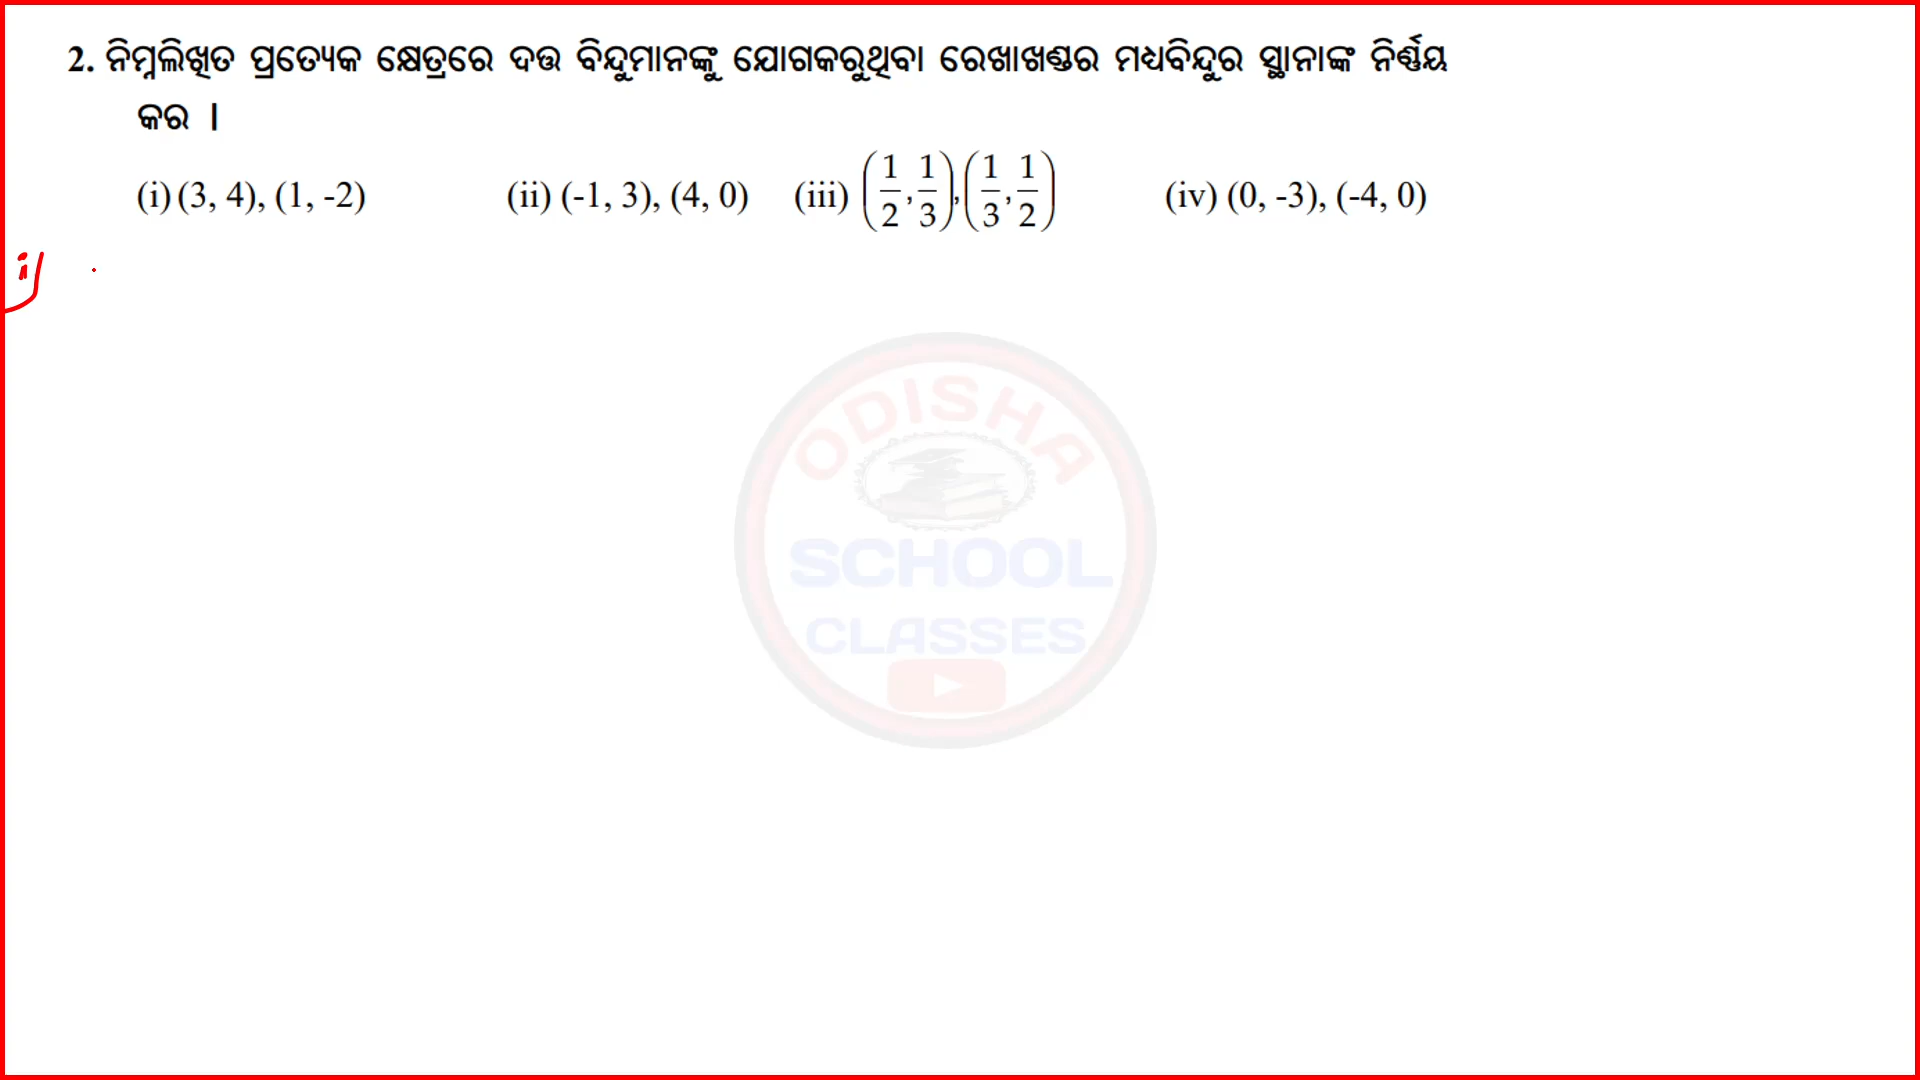 2. ନିମ୍ନଲିଖିତ ପ୍ରତ୍ୟେକ କ୍ଷେତ୍ରରେ ଦତ୍ତ ବିନ୍ଦୁମାନଙ୍କୁ ଯୋଗକରୁଥିବା ରେଖାଖଣ୍ଡର ମଧ୍ୟବିନ୍ଦୁର ସ୍ଥାନାଙ୍କ ନିର୍ଣ୍ଣୟ
କର ।
(i) (3, 4), (1, -2) (ii) (-1, 3), (4, 0) (iii) (1/2, 1/3), (1/3, 1/2) (iv) (0, -3), (-4, 0)
i)
ODISHA
SCHOOL
CLASSES